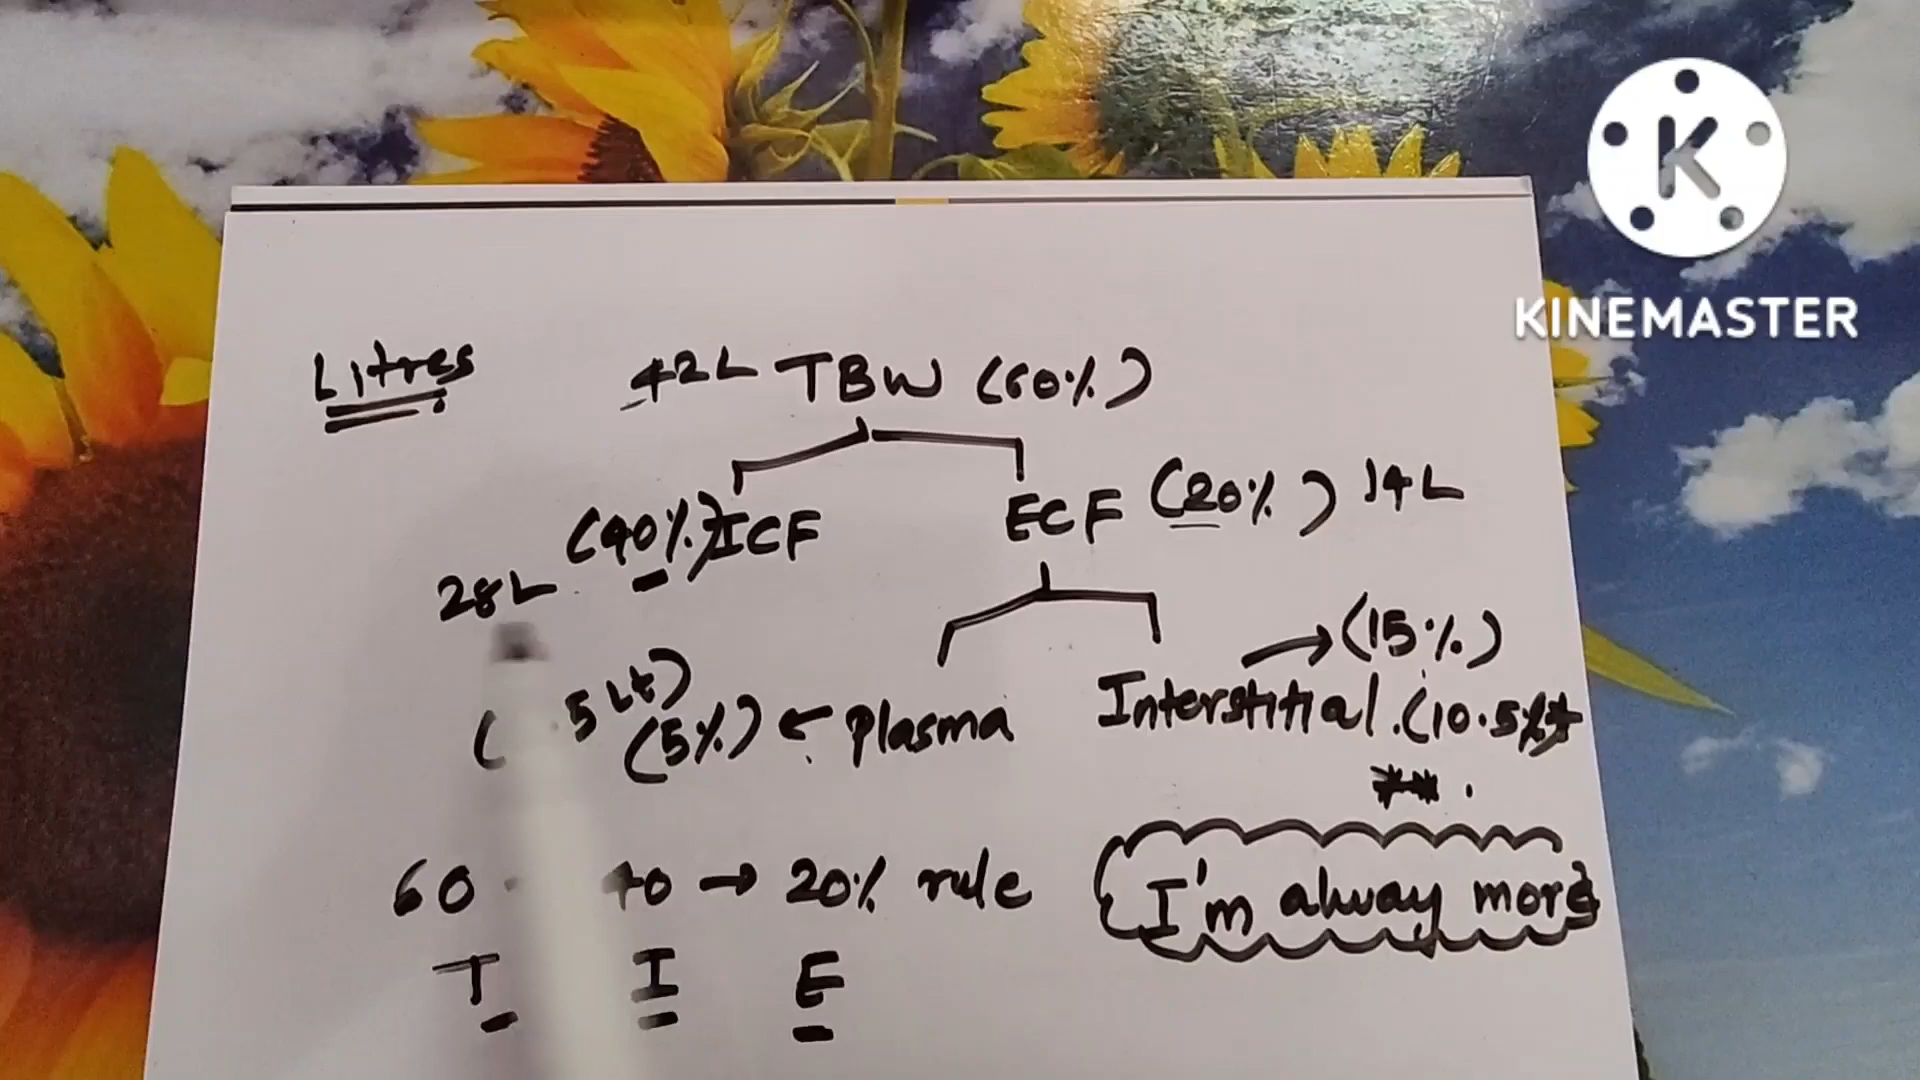 KINEMASTER
Litres
42L TBW (60%)
(40%) ICF
ECF (20%) 14L
28L
(15%)
( 5 Lt)
(5%) ← Plasma
Interstitial (10.5
**
60 40 → 20% rule
I'm alway more
T I E